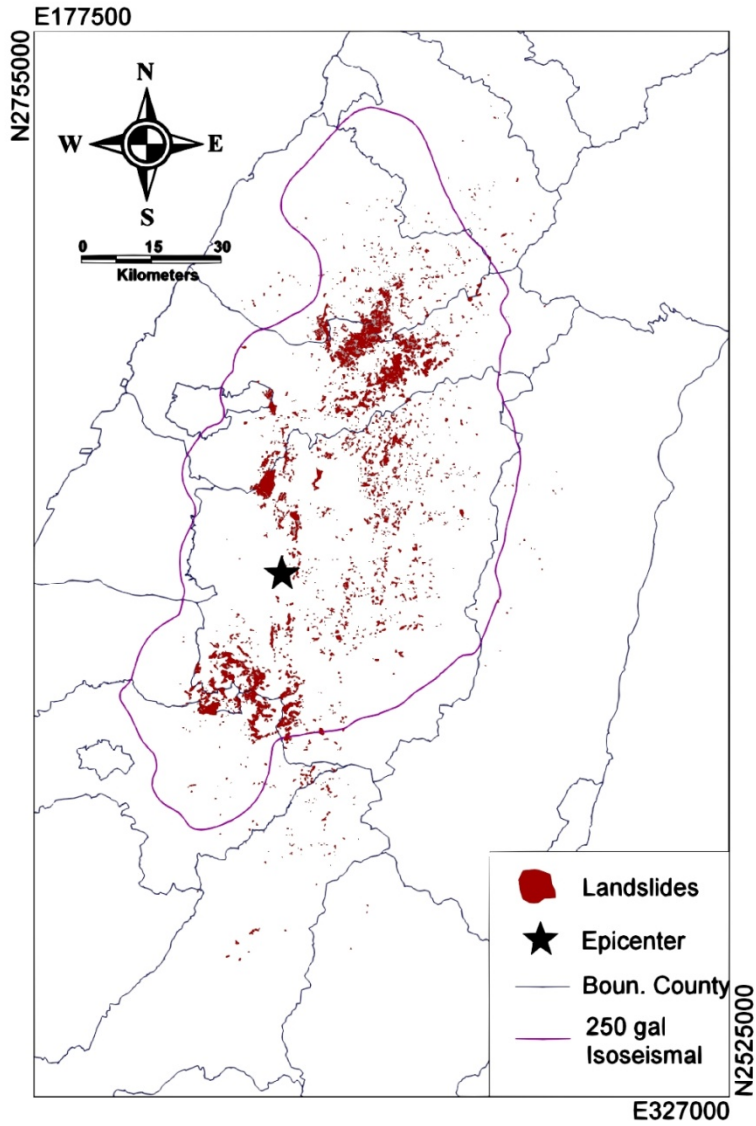 E177500
N2755000
N
W E
S
0 15 30
Kilometers
Landslides
Epicenter
Boun. County
250 gal
Isoseismal
N2525000
E327000